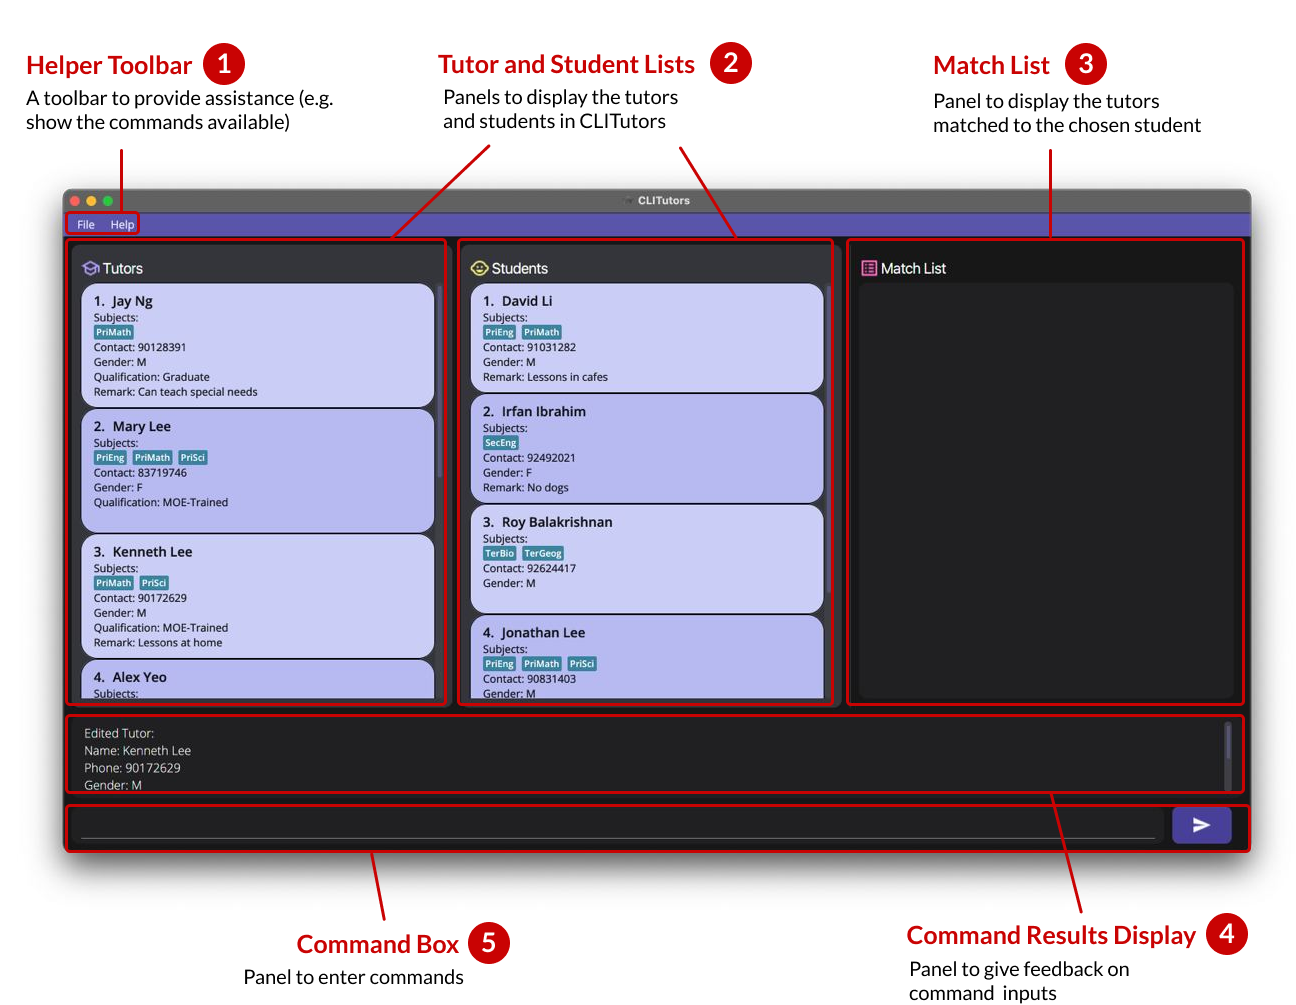 Helper Toolbar 1
A toolbar to provide assistance (e.g.
show the commands available)
Tutor and Student Lists 2
Panels to display the tutors
and students in CLITutors
Match List 3
Panel to display the tutors
matched to the chosen student
CLITutors
File Help
Tutors
1. Jay Ng
Subjects:
PriMath
Contact: 90128391
Gender: M
Qualification: Graduate
Remark: Can teach special needs
2. Mary Lee
Subjects:
PriEng PriMath PriSci
Contact: 83719746
Gender: F
Qualification: MOE-Trained
3. Kenneth Lee
Subjects:
PriMath PriSci
Contact: 90172629
Gender: M
Qualification: MOE-Trained
Remark: Lessons at home
4. Alex Yeo
Subjects:
Students
1. David Li
Subjects:
PriEng PriMath
Contact: 91031282
Gender: M
Remark: Lessons in cafes
2. Irfan Ibrahim
Subjects:
SecEng
Contact: 92492021
Gender: F
Remark: No dogs
3. Roy Balakrishnan
Subjects:
TerBio TerGeog
Contact: 92624417
Gender: M
4. Jonathan Lee
Subjects:
PriEng PriMath PriSci
Contact: 90831403
Gender: M
Match List
Edited Tutor:
Name: Kenneth Lee
Phone: 90172629
Gender: M
Command Box 5
Panel to enter commands
Command Results Display 4
Panel to give feedback on
command inputs